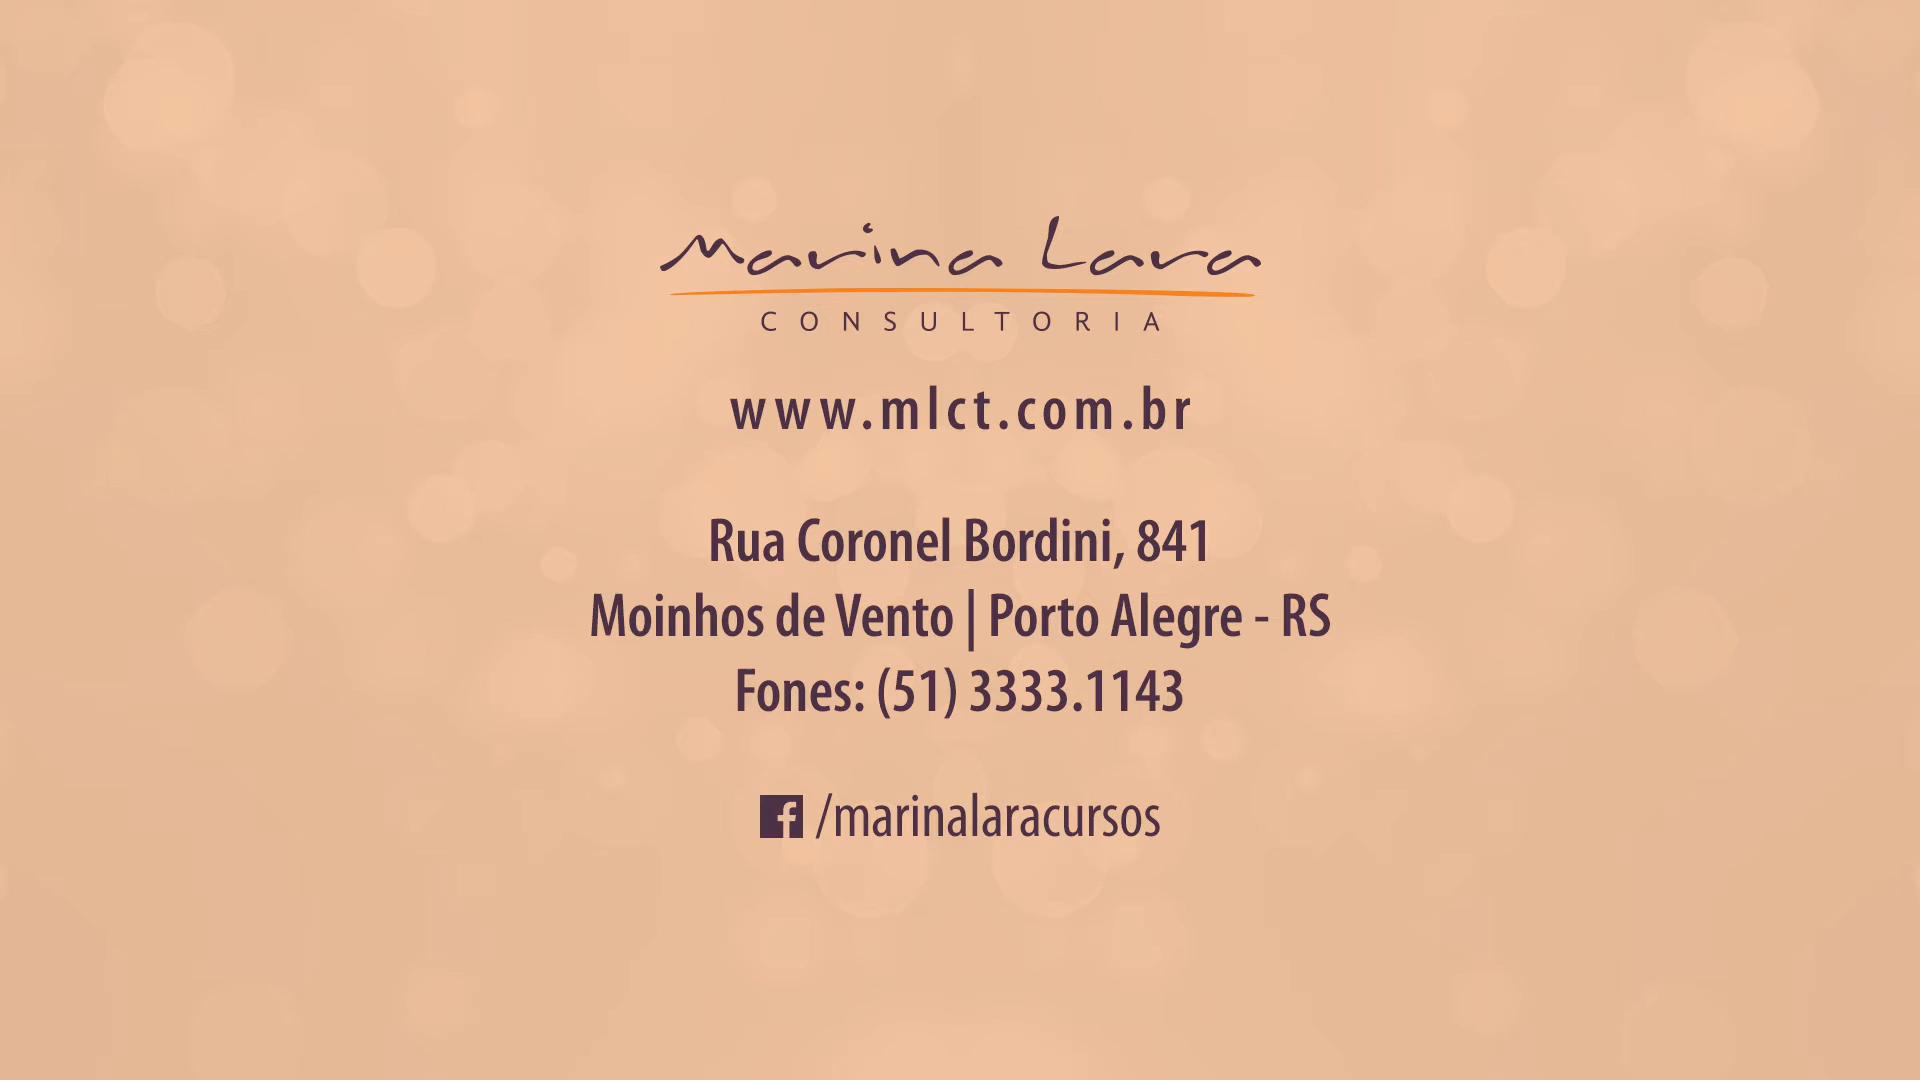 Marina Lara
CONSULTORIA
www.mlct.com.br
Rua Coronel Bordini, 841
Moinhos de Vento | Porto Alegre - RS
Fones: (51) 3333.1143
/marinalaracursos